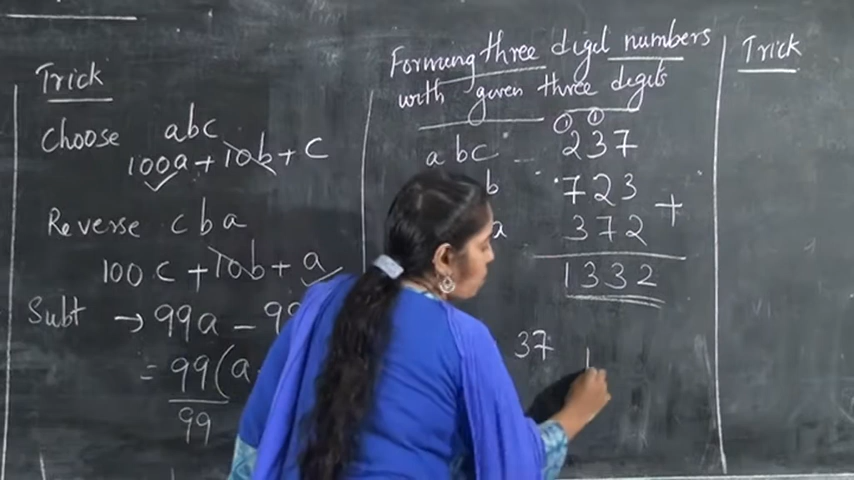 Trick
Choose abc
100a + 10b + c
Reverse cba
100c + 10b + a
Subt → 99a - 99
= 99(a
99
Forming three digit numbers
with given three digits
① ①
abc -- 237
b 723
a 372 +
1332
37
Trick